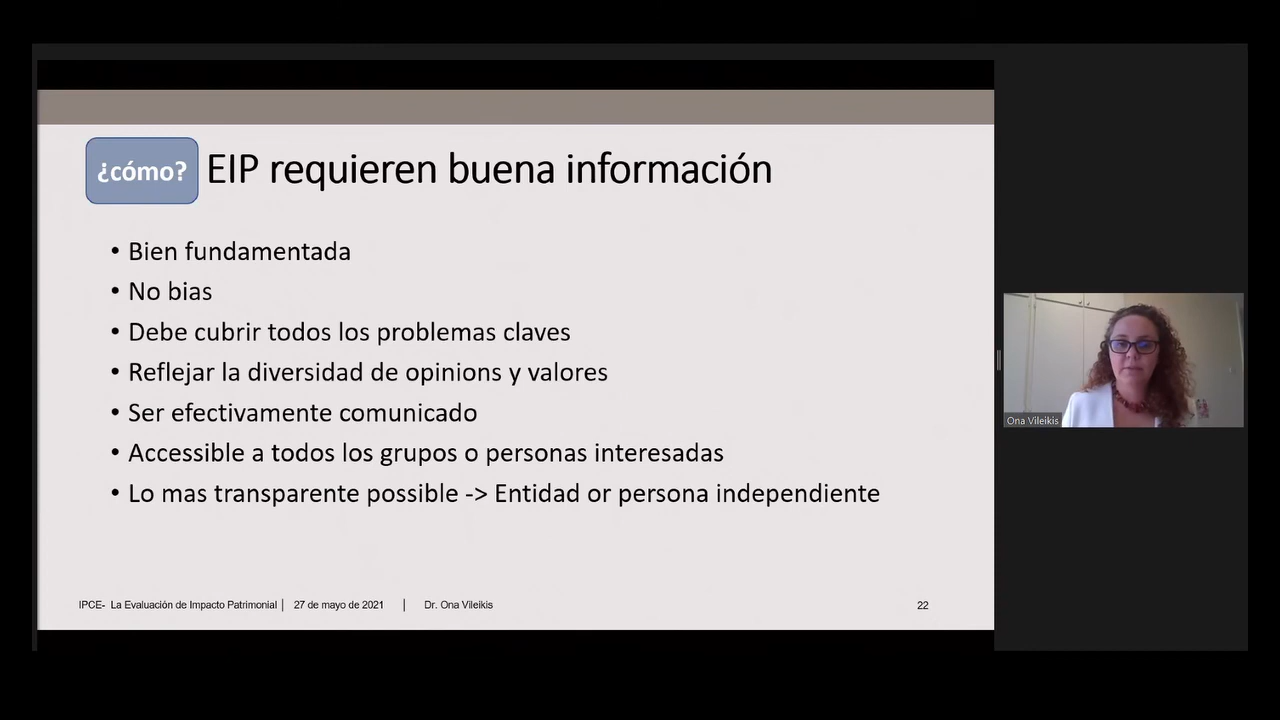 ¿cómo? EIP requieren buena información
• Bien fundamentada
• No bias
• Debe cubrir todos los problemas claves
• Reflejar la diversidad de opinions y valores
• Ser efectivamente comunicado
• Accessible a todos los grupos o personas interesadas
• Lo mas transparente possible -> Entidad or persona independiente
IPCE- La Evaluación de Impacto Patrimonial | 27 de mayo de 2021 | Dr. Ona Vileikis 22
Ona Vileikis